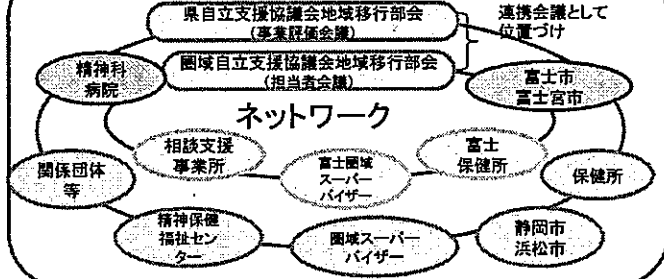 県自立支援協議会地域移行部会
(事業評価会議)
連携会議として
位置づけ
圏域自立支援協議会地域移行部会
(担当者会議)
精神科
病院
富士市
富士宮市
ネットワーク
相談支援
事業所
富士圏域
スーパー
バイザー
富士
保健所
関係団体
等
保健所
精神保健
福祉セン
ター
圏域スーパー
バイザー
静岡市
浜松市